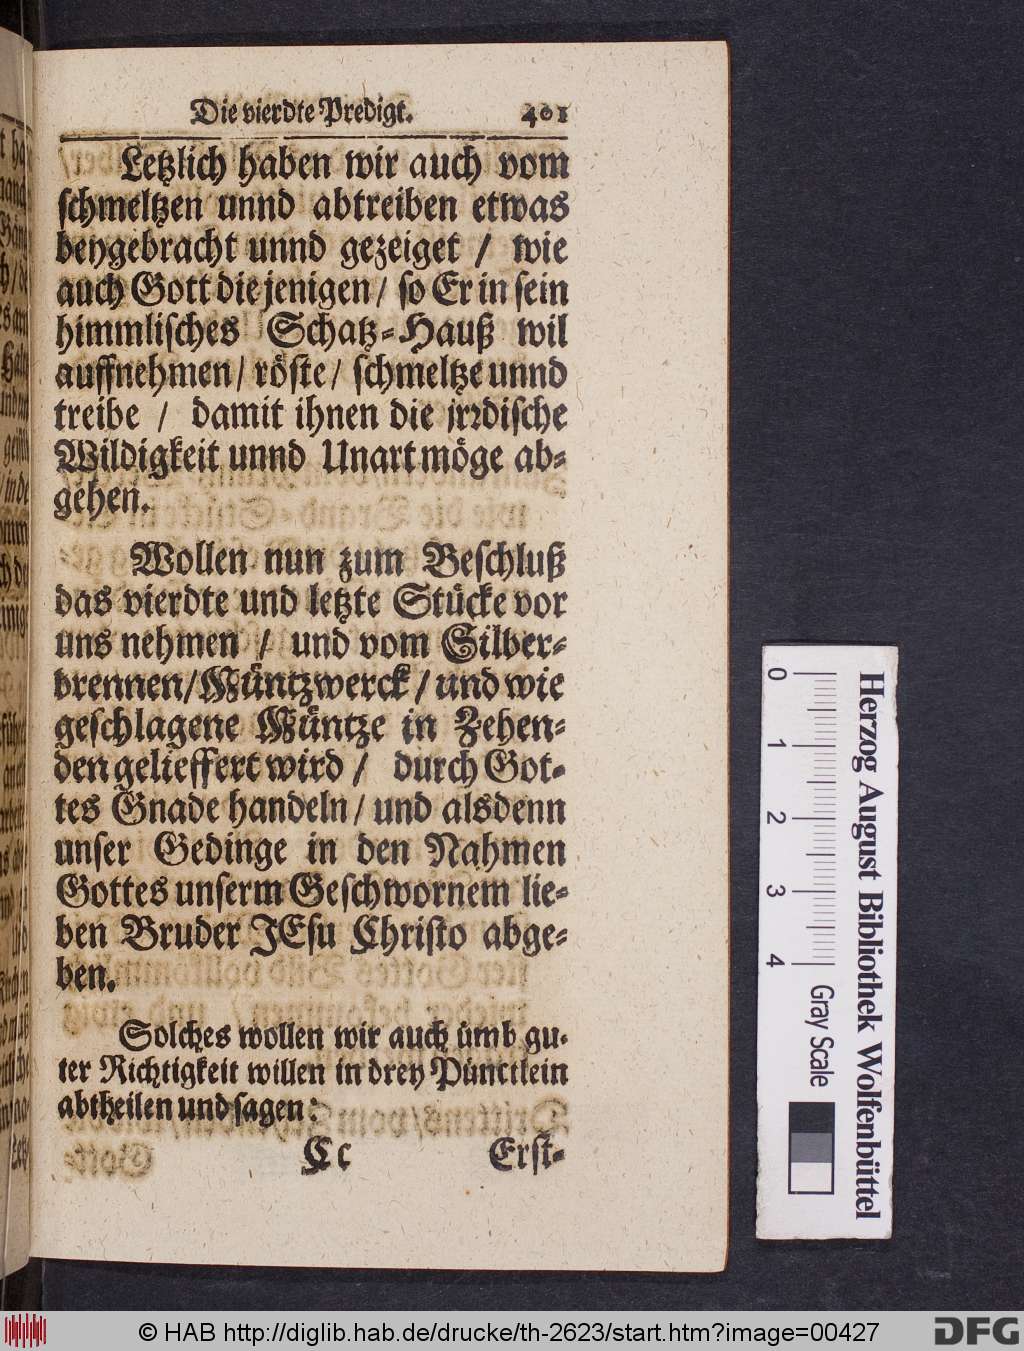 Die vierdte Predigt. 401
Letzlich haben wir auch vom
schmeltzen unnd abtreiben etwas
beygebracht unnd gezeiget / wie
auch Gott diejenigen / so Er in sein
himmlisches Schatz-Hauß wil
auffnehmen / röste / schmeltze unnd
treibe / damit ihnen die jrrdische
Wildigkeit unnd Unart möge ab-
gehen.
Wollen nun zum Beschluß
das vierdte und letzte Stücke vor
uns nehmen / und vom Silber-
brennen / Müntzwerck / und wie
geschlagene Müntze in Zehen-
den gelieffert wird / durch Got-
tes Gnade handeln / und alsdenn
unser Gedinge in den Nahmen
Gottes unserm Geschwornem lie-
ben Bruder JEsu Christo abge-
ben.
Solches wollen wir auch ümb gu-
ter Richtigkeit willen in drey Pünctlein
abtheilen und sagen:
Cc Erst-
0 1 2 3 4
Herzog August Bibliothek Wolfenbüttel
Gray Scale
© HAB http://diglib.hab.de/drucke/th-2623/start.htm?image=00427
DFG